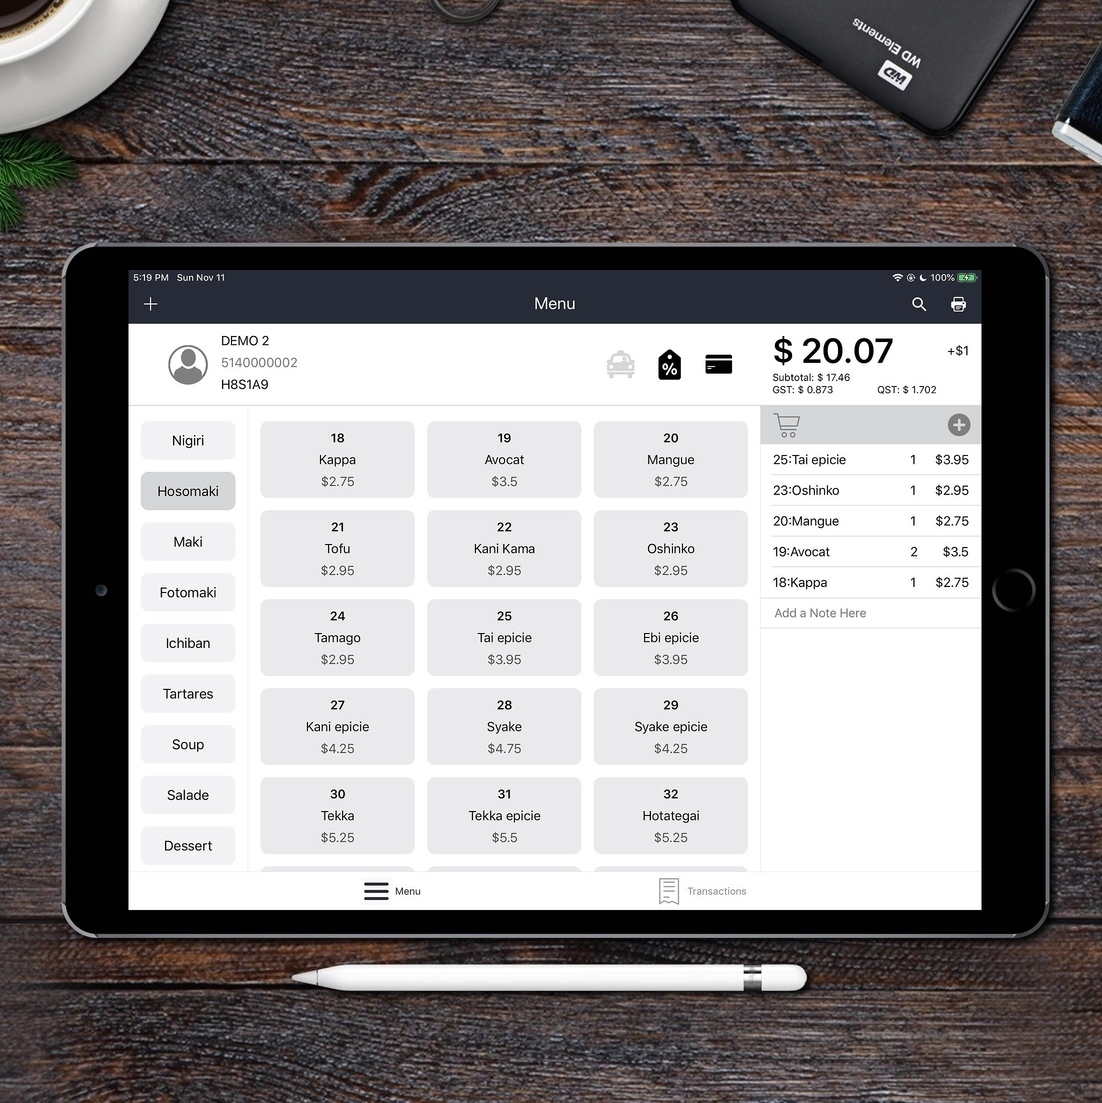 WD Elements
WD
5:19 PM Sun Nov 11
100%
Menu
DEMO 2
5140000002
H8S1A9
%
$ 20.07
+$1
Subtotal: $ 17.46
GST: $ 0.873
QST: $ 1.702
Nigiri
Hosomaki
Maki
Fotomaki
Ichiban
Tartares
Soup
Salade
Dessert
18
Kappa
$2.75
19
Avocat
$3.5
20
Mangue
$2.75
21
Tofu
$2.95
22
Kani Kama
$2.95
23
Oshinko
$2.95
24
Tamago
$2.95
25
Tai epicie
$3.95
26
Ebi epicie
$3.95
27
Kani epicie
$4.25
28
Syake
$4.75
29
Syake epicie
$4.25
30
Tekka
$5.25
31
Tekka epicie
$5.5
32
Hotategai
$5.25
25:Tai epicie 1 $3.95
23:Oshinko 1 $2.95
20:Mangue 1 $2.75
19:Avocat 2 $3.5
18:Kappa 1 $2.75
Add a Note Here
Menu
Transactions